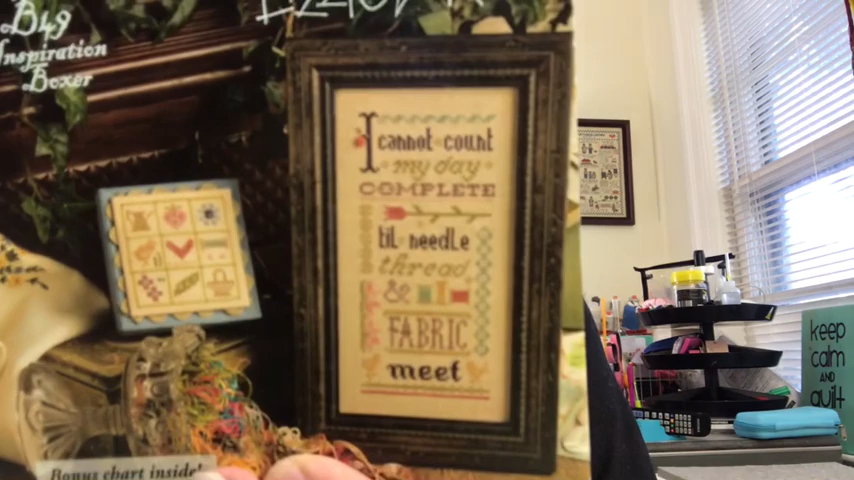 B49
Inspiration
Boxer
I cannot count
my day
COMPLETE
til needle
thread
&
FABRIC
meet
Bonus chart inside!
keep
calm
AND
quilt